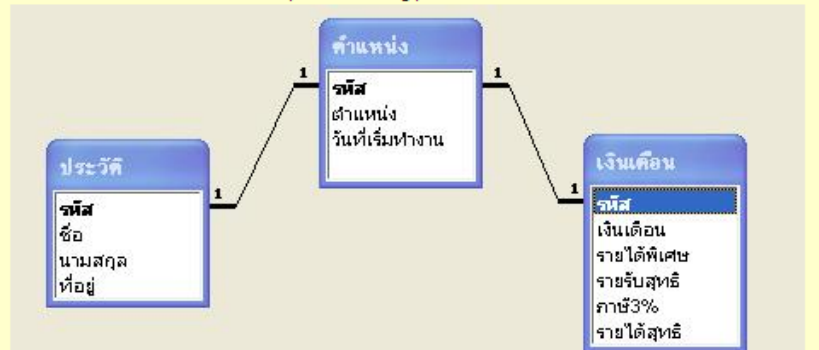 ตำแหน่ง
1
1
รหัส
ตำแหน่ง
วันที่เริ่มทำงาน
ประวัติ
1
รหัส
ชื่อ
นามสกุล
ที่อยู่
เงินเดือน
1
รหัส
เงินเดือน
รายได้พิเศษ
รายรับสุทธิ
ภาษี3%
รายได้สุทธิ